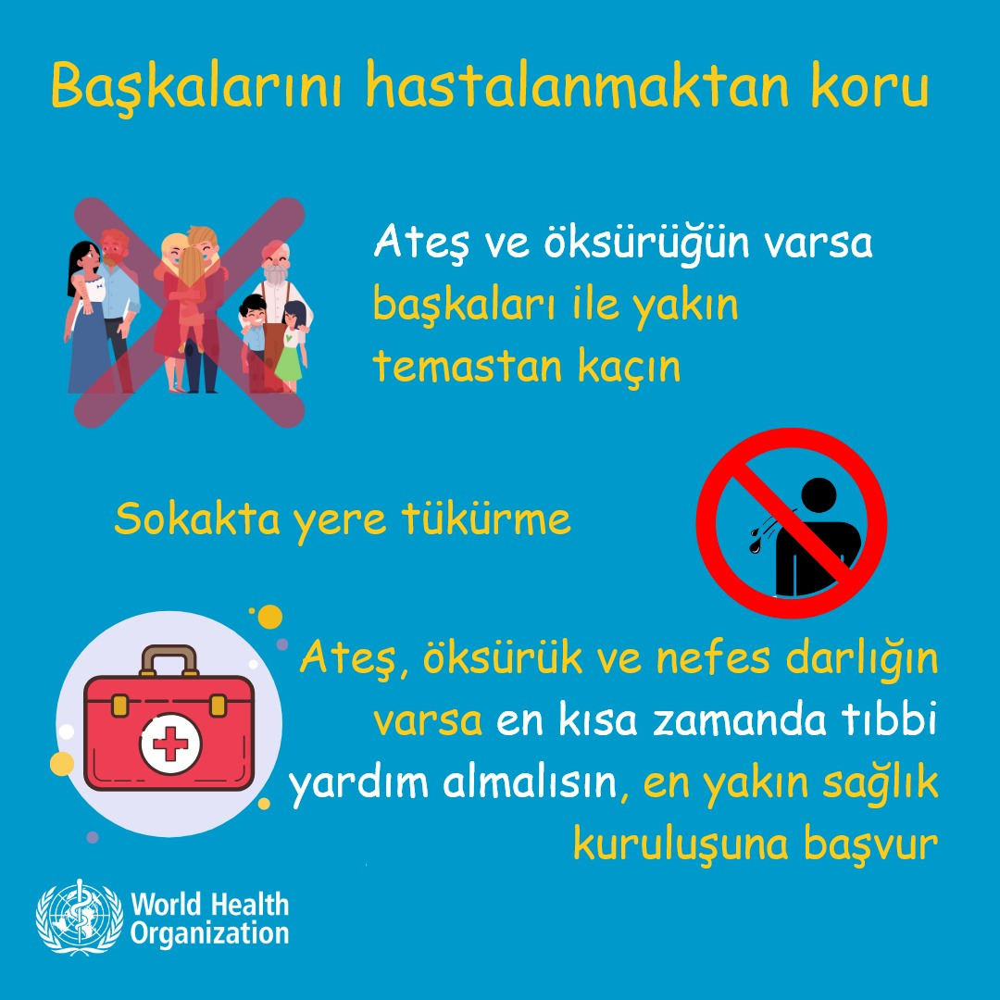 Başkalarını hastalanmaktan koru
Ateş ve öksürüğün varsa
başkaları ile yakın
temastan kaçın
Sokakta yere tükürme
Ateş, öksürük ve nefes darlığın
varsa en kısa zamanda tıbbi
yardım almalısın, en yakın sağlık
kuruluşuna başvur
World Health
Organization